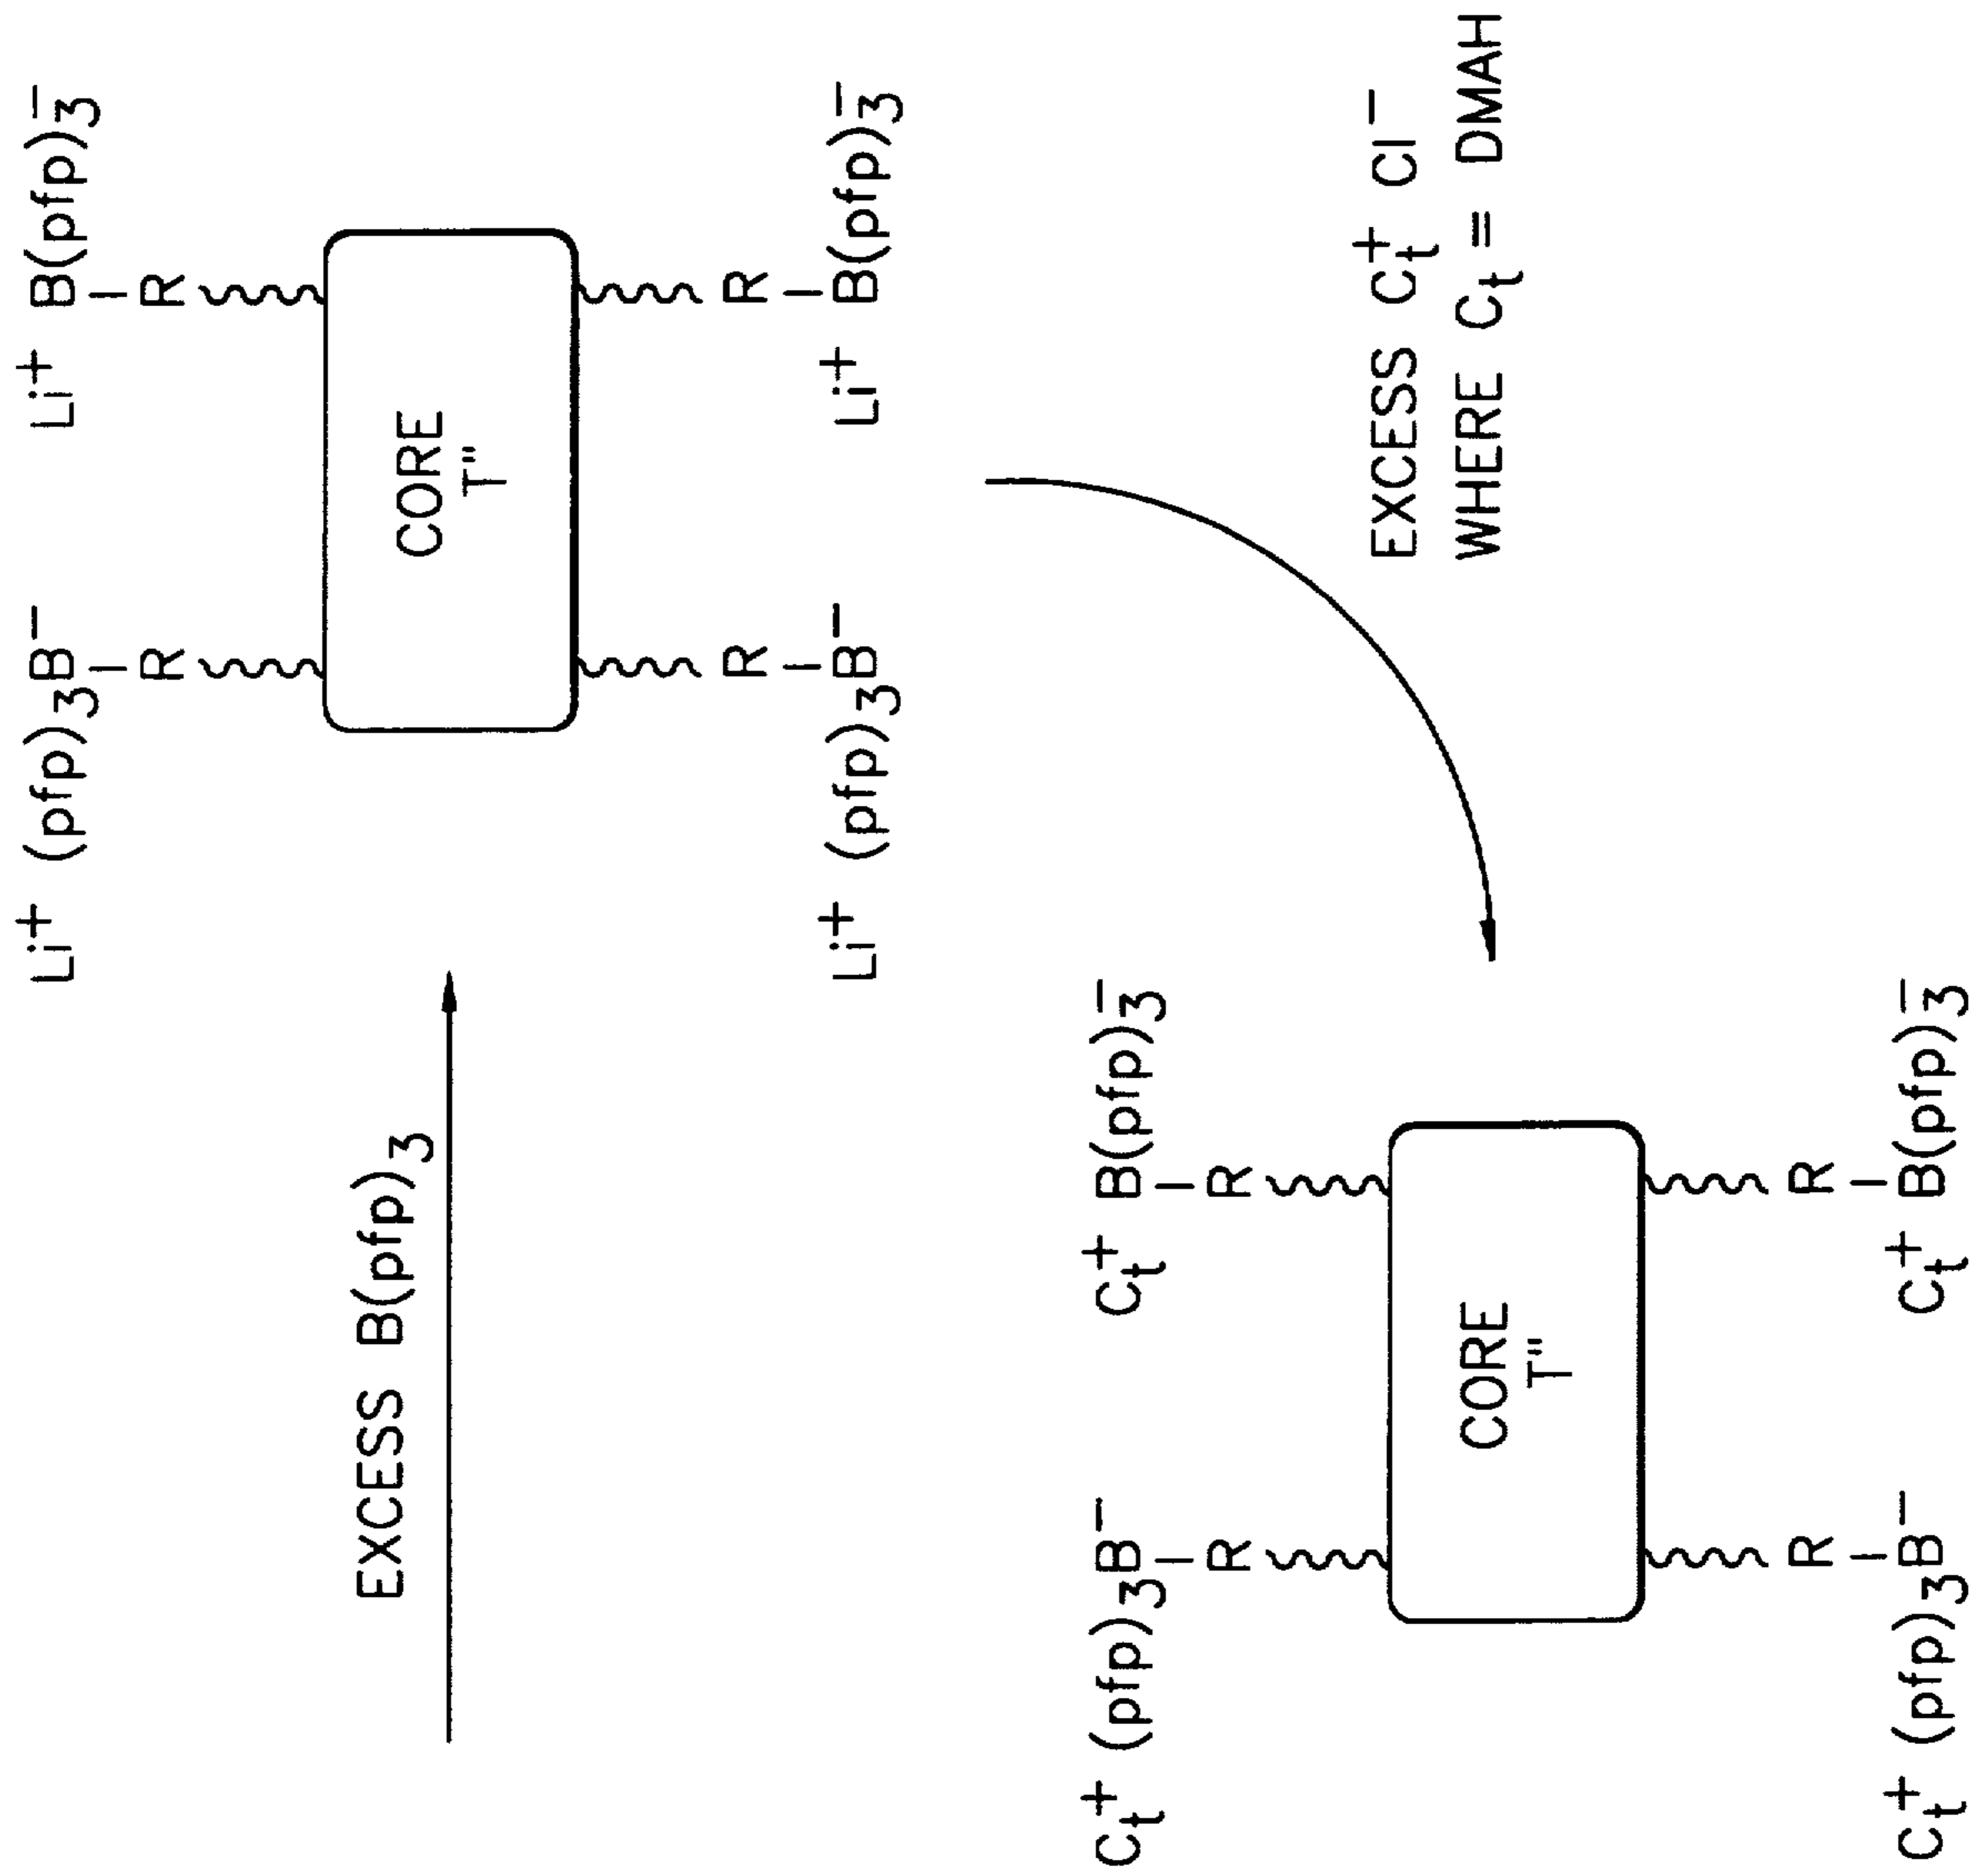 EXCESS B(pfp)₃
Li⁺ (pfp)₃B⁻ Li⁺ B(pfp)₃⁻
R R
CORE
T"
R R
Li⁺ (pfp)₃B⁻ Li⁺ B(pfp)₃⁻
EXCESS Cₜ⁺ Cl⁻
WHERE Cₜ = DMAH
Cₜ⁺ (pfp)₃B⁻ Cₜ⁺ B(pfp)₃⁻
R R
CORE
T"
R R
Cₜ⁺ (pfp)₃B⁻ Cₜ⁺ B(pfp)₃⁻